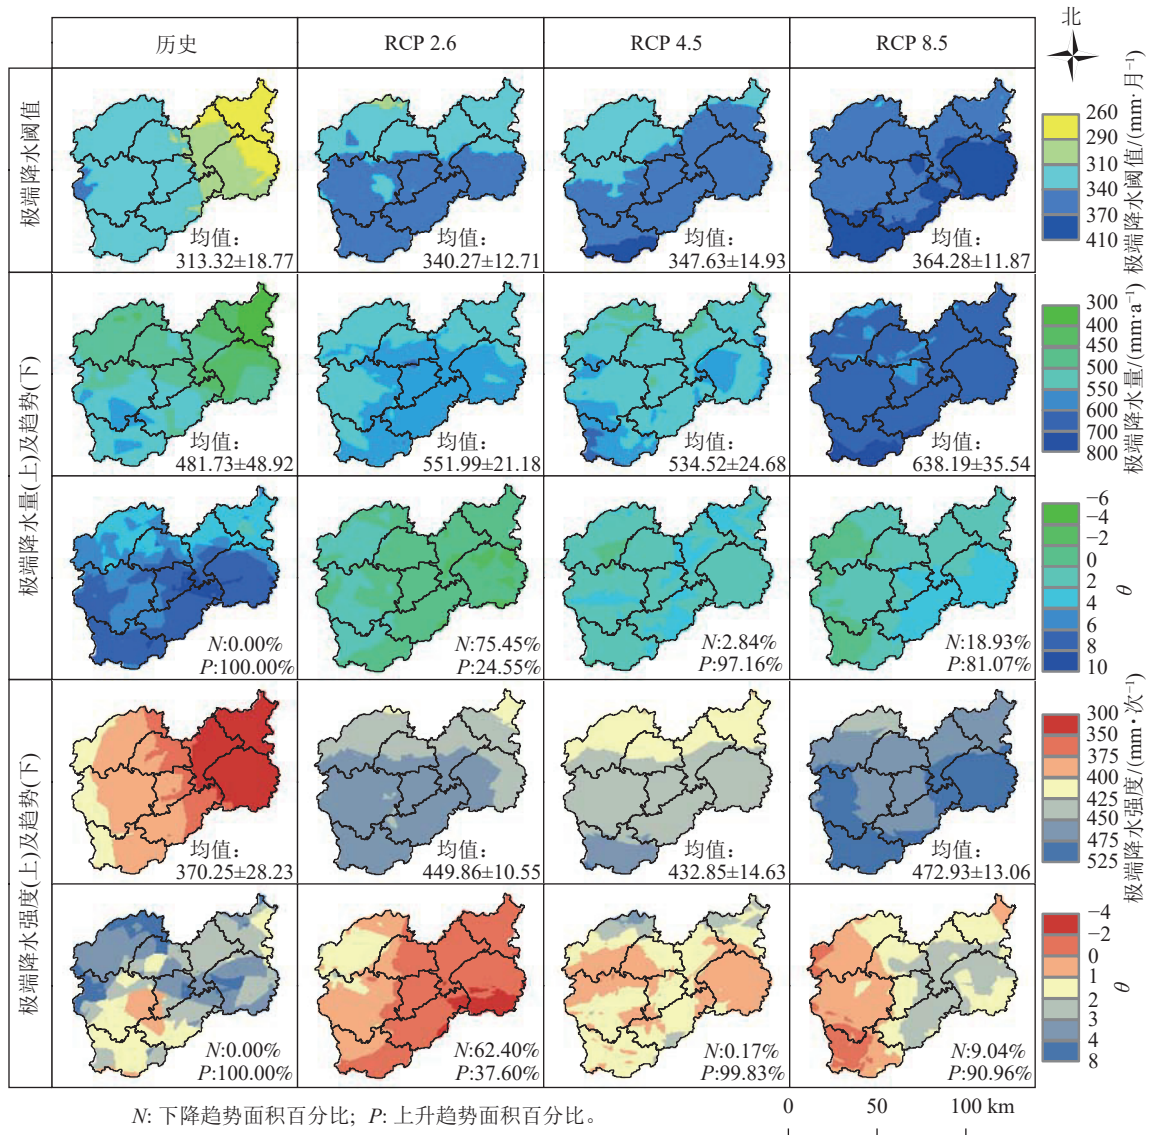 历史
RCP 2.6
RCP 4.5
RCP 8.5
北
极端降水阈值
均值：
313.32±18.77
均值：
340.27±12.71
均值：
347.63±14.93
均值：
364.28±11.87
260
290
310
340
370
410
极端降水阈值/(mm·月⁻¹)
极端降水量(上)及趋势(下)
均值：
481.73±48.92
均值：
551.99±21.18
均值：
534.52±24.68
均值：
638.19±35.54
300
400
450
500
550
600
700
800
极端降水量/(mm·a⁻¹)
N:0.00%
P:100.00%
N:75.45%
P:24.55%
N:2.84%
P:97.16%
N:18.93%
P:81.07%
−6
−4
−2
0
2
4
6
8
10
θ
极端降水强度(上)及趋势(下)
均值：
370.25±28.23
均值：
449.86±10.55
均值：
432.85±14.63
均值：
472.93±13.06
300
350
375
400
425
450
475
525
极端降水强度/(mm·次⁻¹)
N:0.00%
P:100.00%
N:62.40%
P:37.60%
N:0.17%
P:99.83%
N:9.04%
P:90.96%
−4
−2
0
1
2
3
4
8
θ
N: 下降趋势面积百分比; P: 上升趋势面积百分比。
0 50 100 km